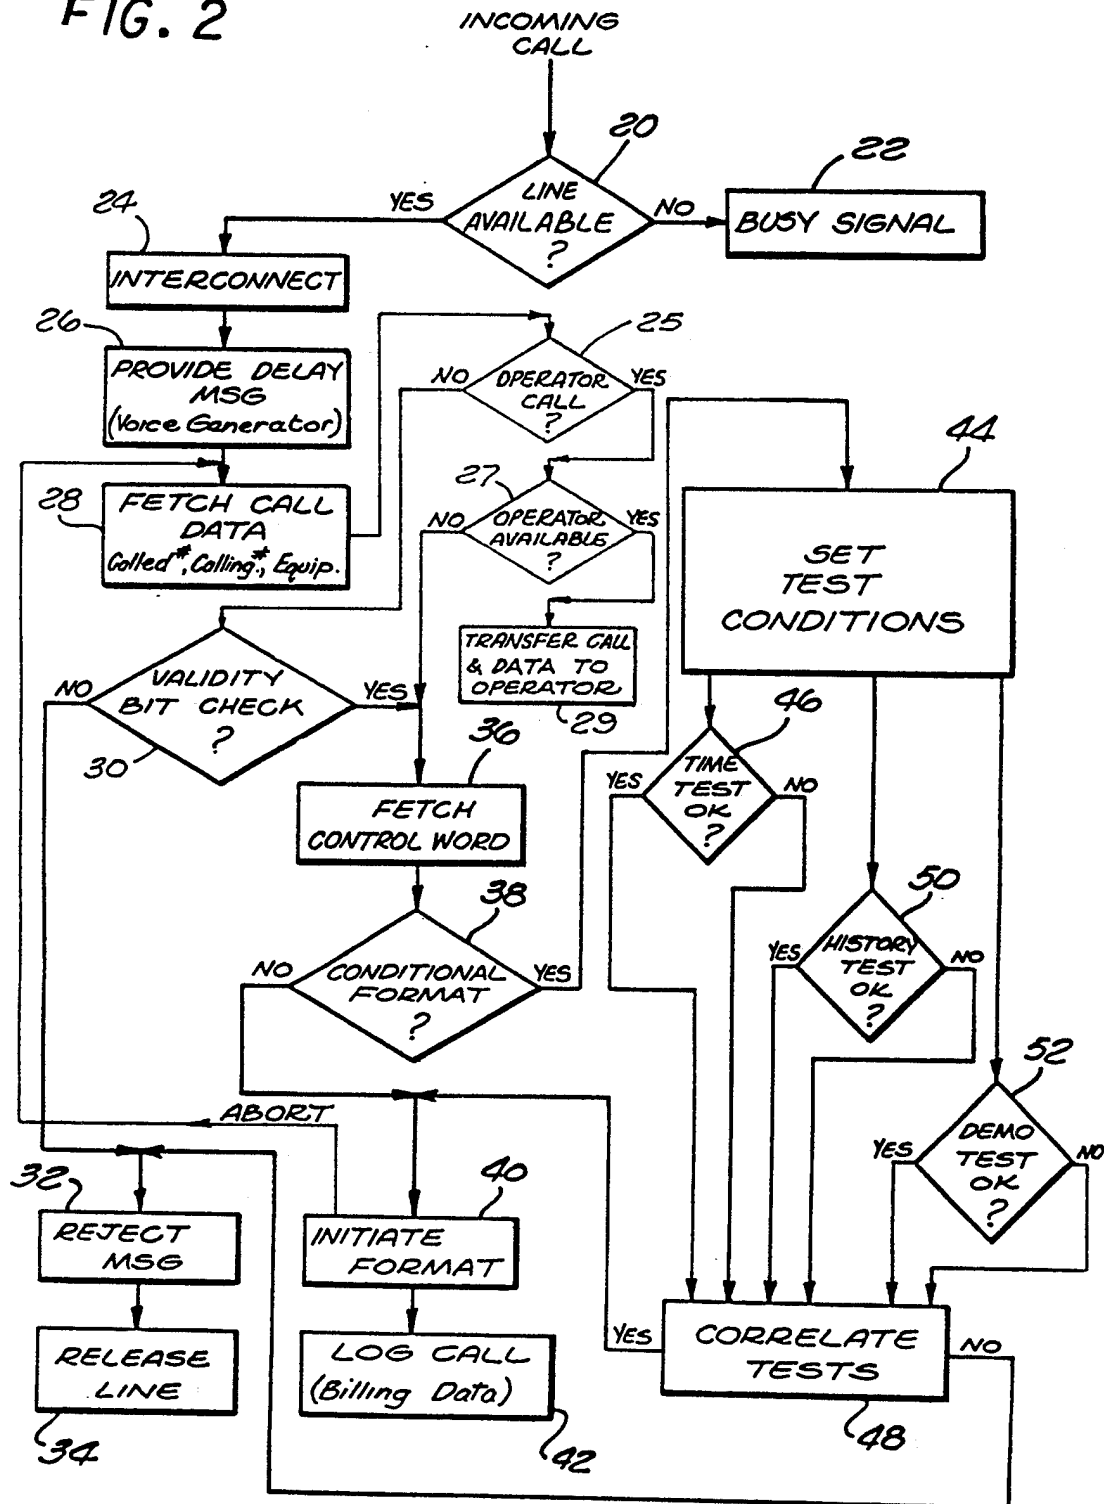 FIG. 2
INCOMING
CALL
20
LINE
AVAILABLE
?
YES
NO
22
BUSY SIGNAL
24
INTERCONNECT
26
PROVIDE DELAY
MSG
(Voice Generator)
25
OPERATOR
CALL
?
NO
YES
28
FETCH CALL
DATA
Called#, Calling#, Equip.
27
OPERATOR
AVAILABLE
?
NO
YES
TRANSFER CALL
& DATA TO
OPERATOR
29
44
SET
TEST
CONDITIONS
VALIDITY
BIT CHECK
?
NO
YES
30
36
FETCH
CONTROL WORD
46
TIME
TEST
OK
?
YES
NO
38
CONDITIONAL
FORMAT
?
NO
YES
50
HISTORY
TEST
OK
?
YES
NO
52
DEMO
TEST
OK
?
YES
NO
ABORT
32
REJECT
MSG
40
INITIATE
FORMAT
RELEASE
LINE
34
LOG CALL
(Billing Data)
42
YES
CORRELATE
TESTS
NO
48